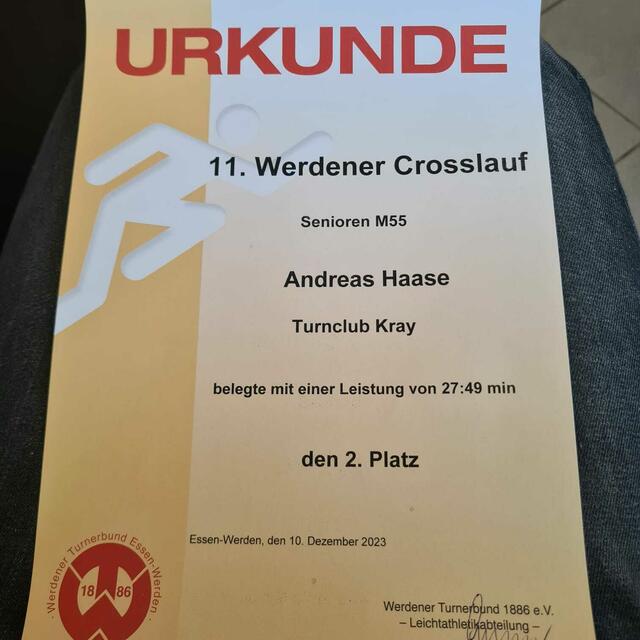 URKUNDE
11. Werdener Crosslauf
Senioren M55
Andreas Haase
Turnclub Kray
belegte mit einer Leistung von 27:49 min
den 2. Platz
Essen-Werden, den 10. Dezember 2023
· Werdener Turnerbund Essen-Werden ·
18 86
Werdener Turnerbund 1886 e.V.
– Leichtathletikabteilung –